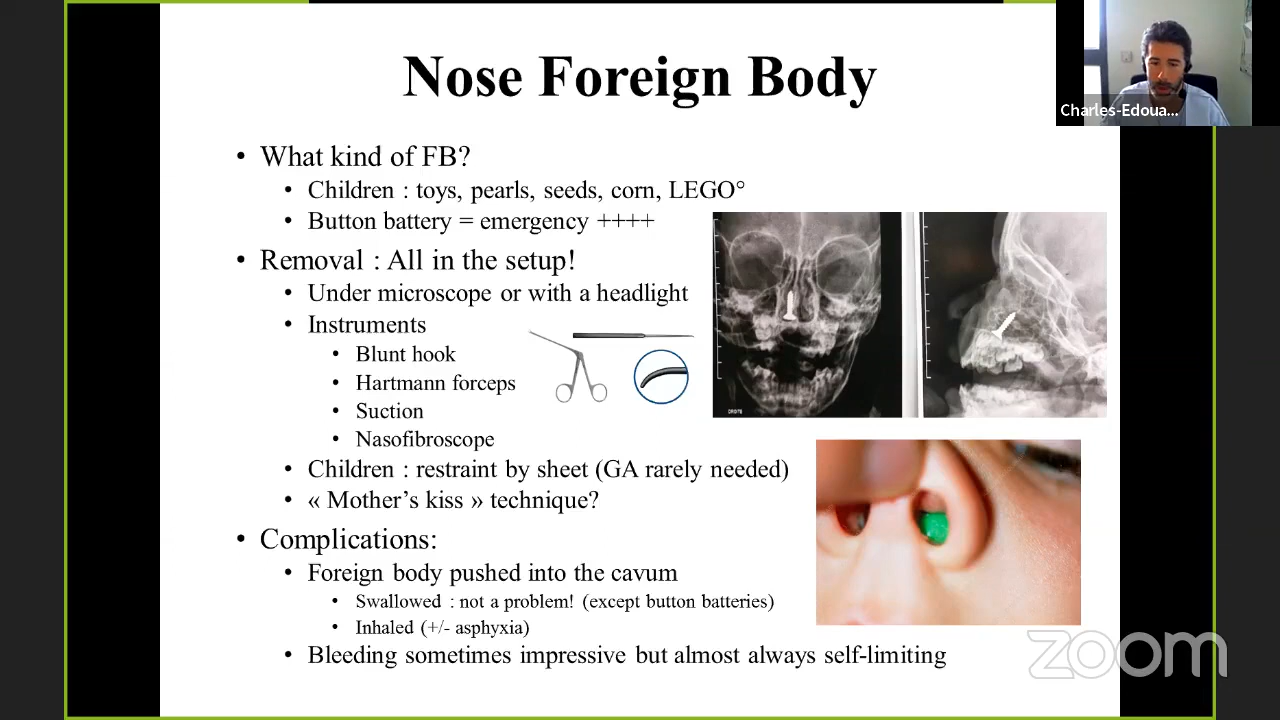 Nose Foreign Body
Charles-Edoua...
• What kind of FB?
• Children : toys, pearls, seeds, corn, LEGO°
• Button battery = emergency ++++
• Removal : All in the setup!
• Under microscope or with a headlight
• Instruments
• Blunt hook
• Hartmann forceps
• Suction
• Nasofibroscope
• Children : restraint by sheet (GA rarely needed)
• « Mother’s kiss » technique?
• Complications:
• Foreign body pushed into the cavum
• Swallowed : not a problem! (except button batteries)
• Inhaled (+/- asphyxia)
• Bleeding sometimes impressive but almost always self-limiting
zoom